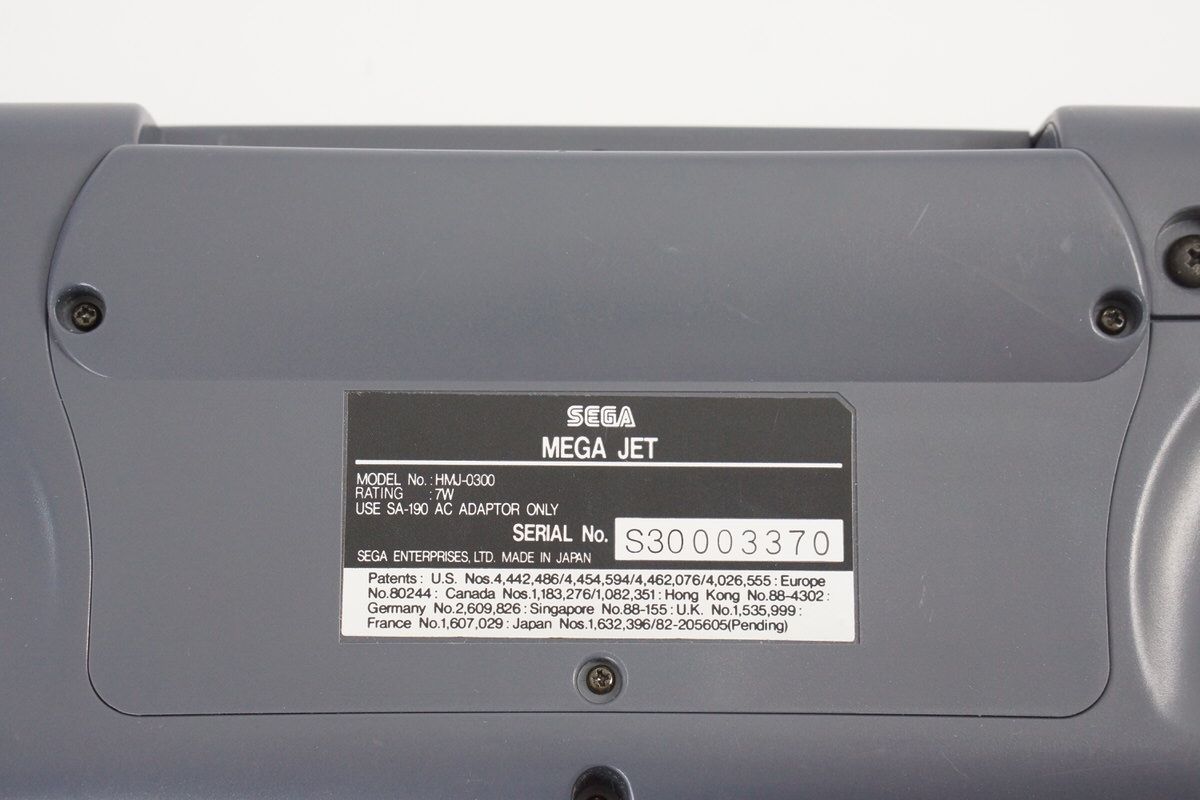 SEGA
MEGA JET
MODEL No. : HMJ-0300
RATING : 7W
USE SA-190 AC ADAPTOR ONLY
SERIAL No. S30003370
SEGA ENTERPRISES, LTD. MADE IN JAPAN
Patents : U.S. Nos.4,442,486/4,454,594/4,462,076/4,026,555 : Europe
No.80244 : Canada Nos.1,183,276/1,082,351 : Hong Kong No.88-4302 :
Germany No.2,609,826 : Singapore No.88-155 : U.K. No.1,535,999 :
France No.1,607,029 : Japan Nos.1,632,396/82-205605(Pending)